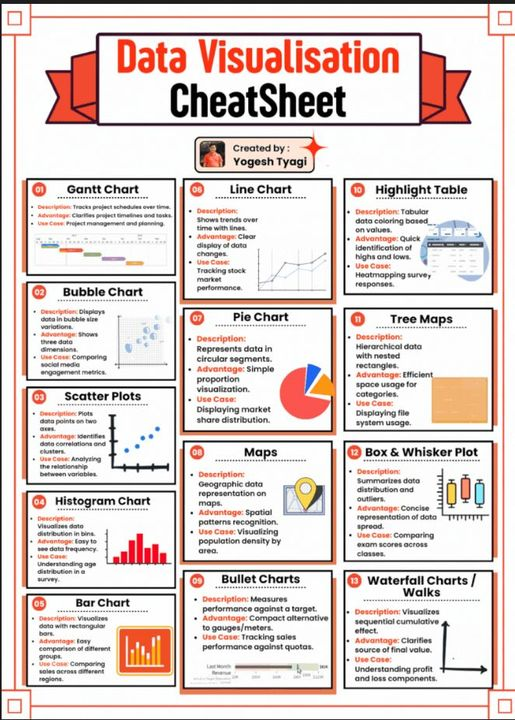 Data Visualisation
CheatSheet
Created by :
Yogesh Tyagi
01
Gantt Chart
Description: Tracks project schedules over time.
Advantage: Clarifies project timelines and tasks.
Use Case: Project management and planning.
02
Bubble Chart
Description: Displays
data in bubble size
variations.
Advantage: Shows
three data
dimensions.
Use Case: Comparing
social media
engagement metrics.
03
Scatter Plots
Description: Plots
data points on two
axes.
Advantage: Identifies
data correlations and
clusters.
Use Case: Analyzing
the relationship
between variables.
04
Histogram Chart
Description:
Visualizes data
distribution in bins.
Advantage: Easy to
see data frequency.
Use Case:
Understanding age
distribution in a
survey.
05
Bar Chart
Description: Visualizes
data with rectangular
bars.
Advantage: Easy
comparison of different
groups.
Use Case: Comparing
sales across different
regions.
06
Line Chart
Description:
Shows trends over
time with lines.
Advantage: Clear
display of data
changes.
Use Case:
Tracking stock
market
performance.
07
Pie Chart
Description:
Represents data in
circular segments.
Advantage: Simple
proportion
visualization.
Use Case:
Displaying market
share distribution.
08
Maps
Description:
Geographic data
representation on
maps.
Advantage: Spatial
patterns recognition.
Use Case: Visualizing
population density by
area.
09
Bullet Charts
Description: Measures
performance against a target.
Advantage: Compact alternative
to gauges/meters.
Use Case: Tracking sales
performance against quotas.
Last Month
Revenue
10
Highlight Table
Description: Tabular
data coloring based
on values.
Advantage: Quick
identification of
highs and lows.
Use Case:
Heatmapping survey
responses.
11
Tree Maps
Description:
Hierarchical data
with nested
rectangles.
Advantage: Efficient
space usage for
categories.
Use Case:
Displaying file
system usage.
12
Box & Whisker Plot
Description:
Summarizes data
distribution and
outliers.
Advantage: Concise
representation of data
spread.
Use Case: Comparing
exam scores across
classes.
13
Waterfall Charts /
Walks
Description: Visualizes
sequential cumulative
effect.
Advantage: Clarifies
source of final value.
Use Case:
Understanding profit
and loss components.